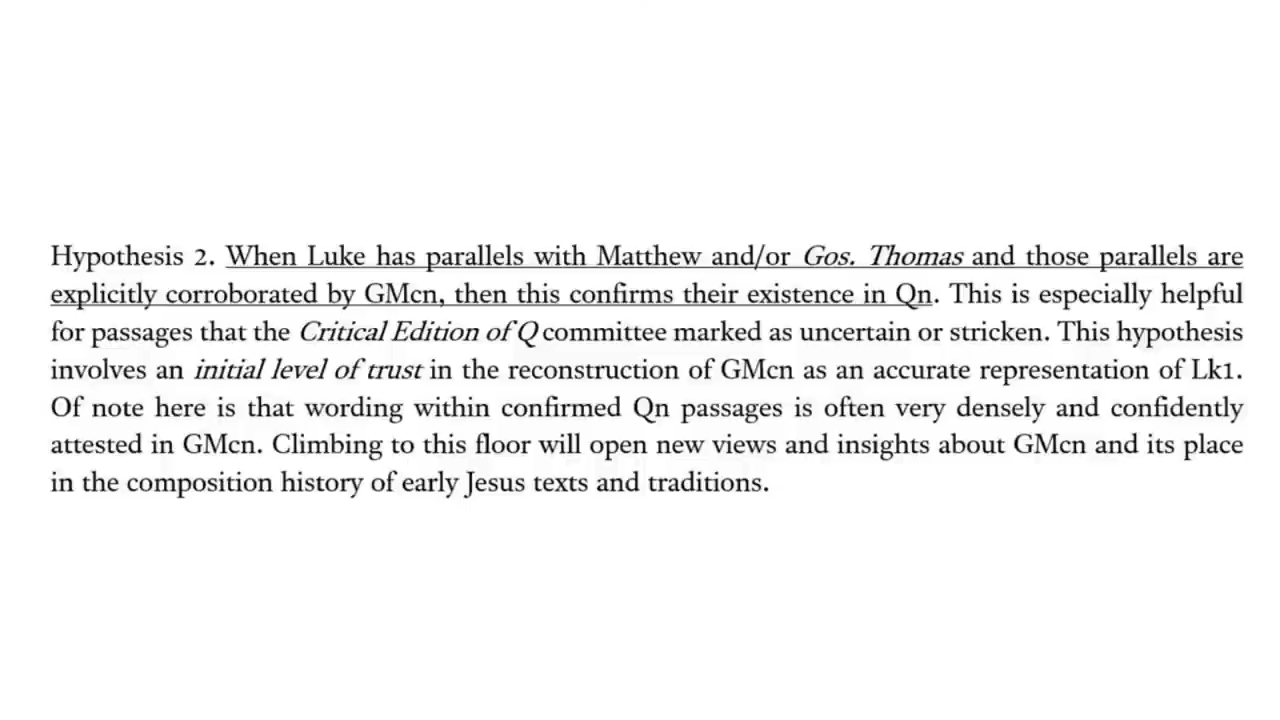 Hypothesis 2. When Luke has parallels with Matthew and/or Gos. Thomas and those parallels are
explicitly corroborated by GMcn, then this confirms their existence in Qn. This is especially helpful
for passages that the Critical Edition of Q committee marked as uncertain or stricken. This hypothesis
involves an initial level of trust in the reconstruction of GMcn as an accurate representation of Lk1.
Of note here is that wording within confirmed Qn passages is often very densely and confidently
attested in GMcn. Climbing to this floor will open new views and insights about GMcn and its place
in the composition history of early Jesus texts and traditions.